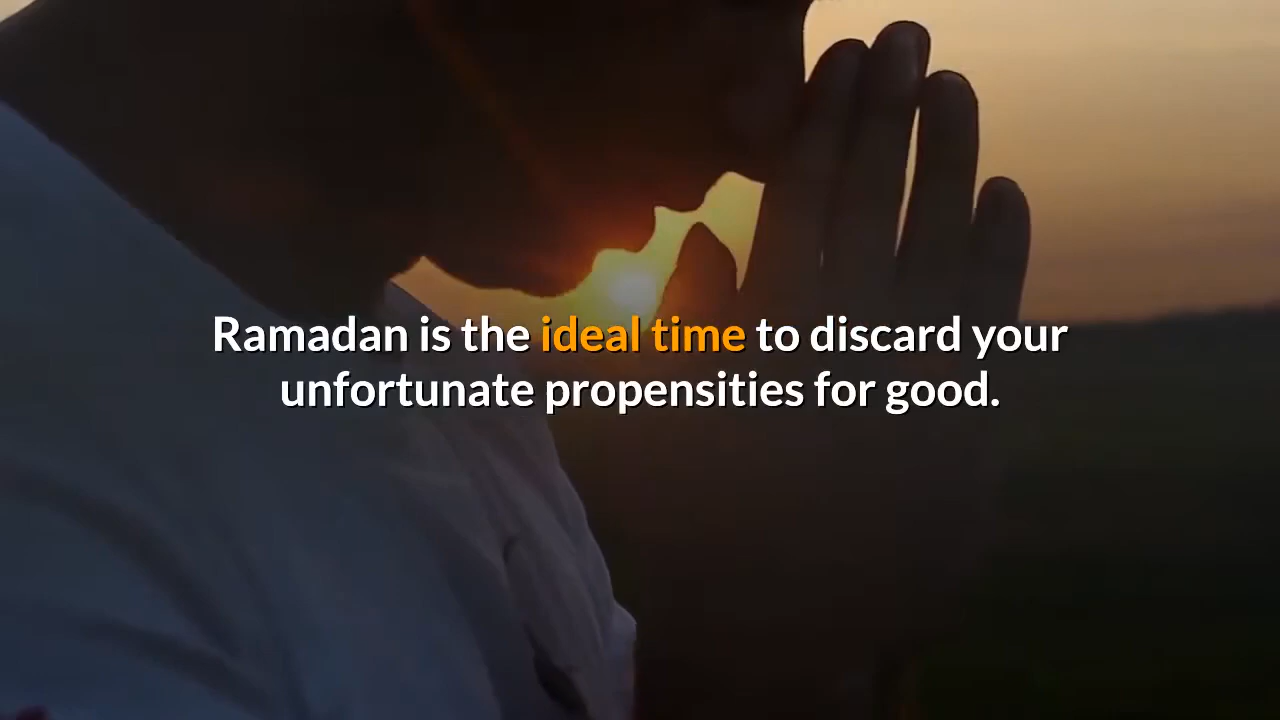 Ramadan is the ideal time to discard your
unfortunate propensities for good.